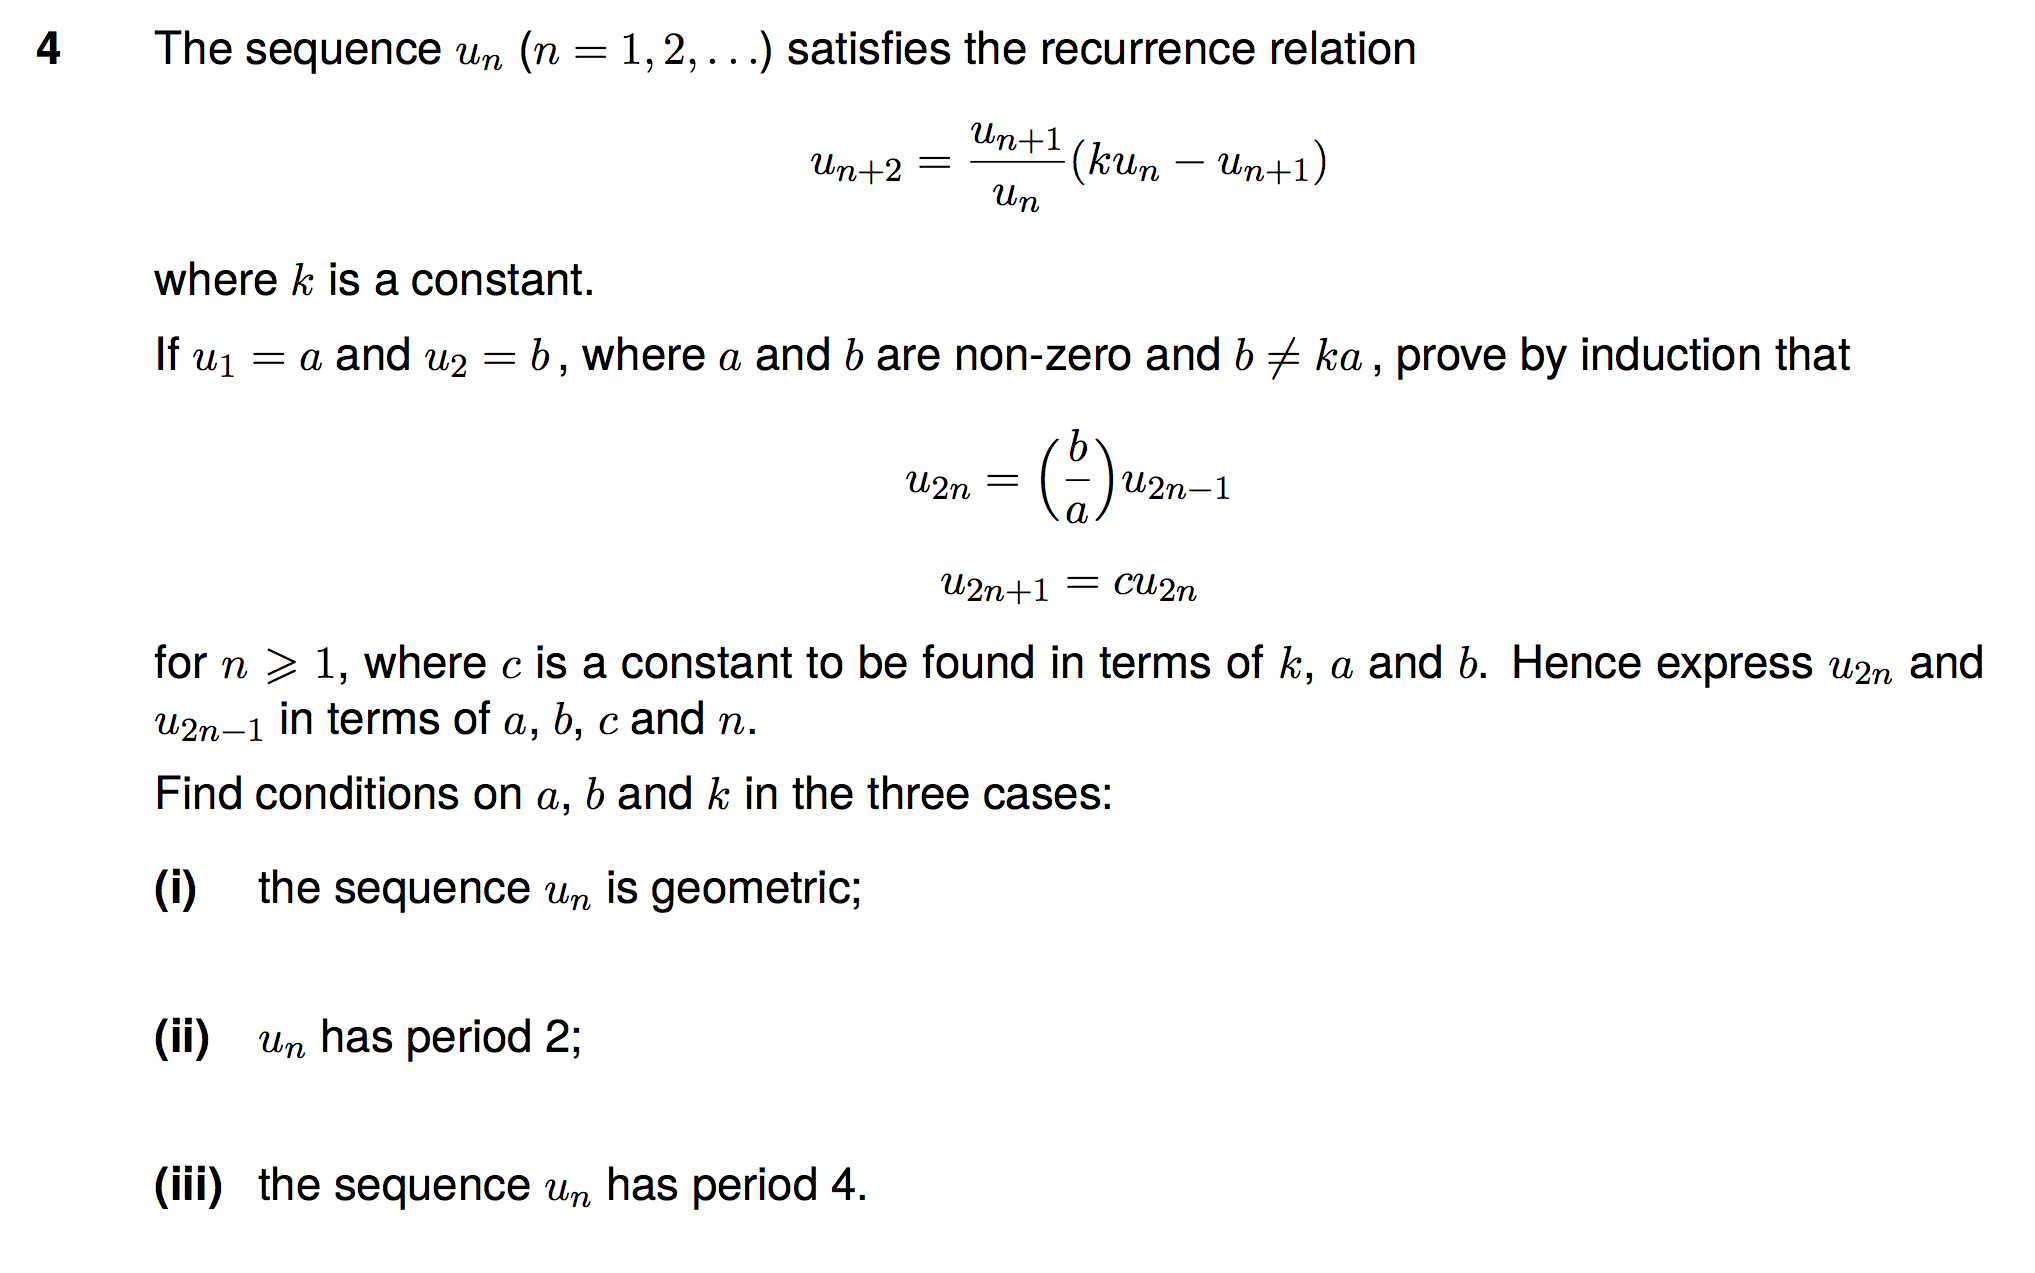 4 The sequence $u_n$ ($n = 1, 2, \ldots$) satisfies the recurrence relation
$$u_{n+2} = \frac{u_{n+1}}{u_n}(ku_n - u_{n+1})$$
where $k$ is a constant.
If $u_1 = a$ and $u_2 = b$, where $a$ and $b$ are non-zero and $b \neq ka$, prove by induction that
$$u_{2n} = \left(\frac{b}{a}\right)u_{2n-1}$$
$$u_{2n+1} = cu_{2n}$$
for $n \geqslant 1$, where $c$ is a constant to be found in terms of $k$, $a$ and $b$. Hence express $u_{2n}$ and
$u_{2n-1}$ in terms of $a$, $b$, $c$ and $n$.
Find conditions on $a$, $b$ and $k$ in the three cases:
(i) the sequence $u_n$ is geometric;
(ii) $u_n$ has period 2;
(iii) the sequence $u_n$ has period 4.